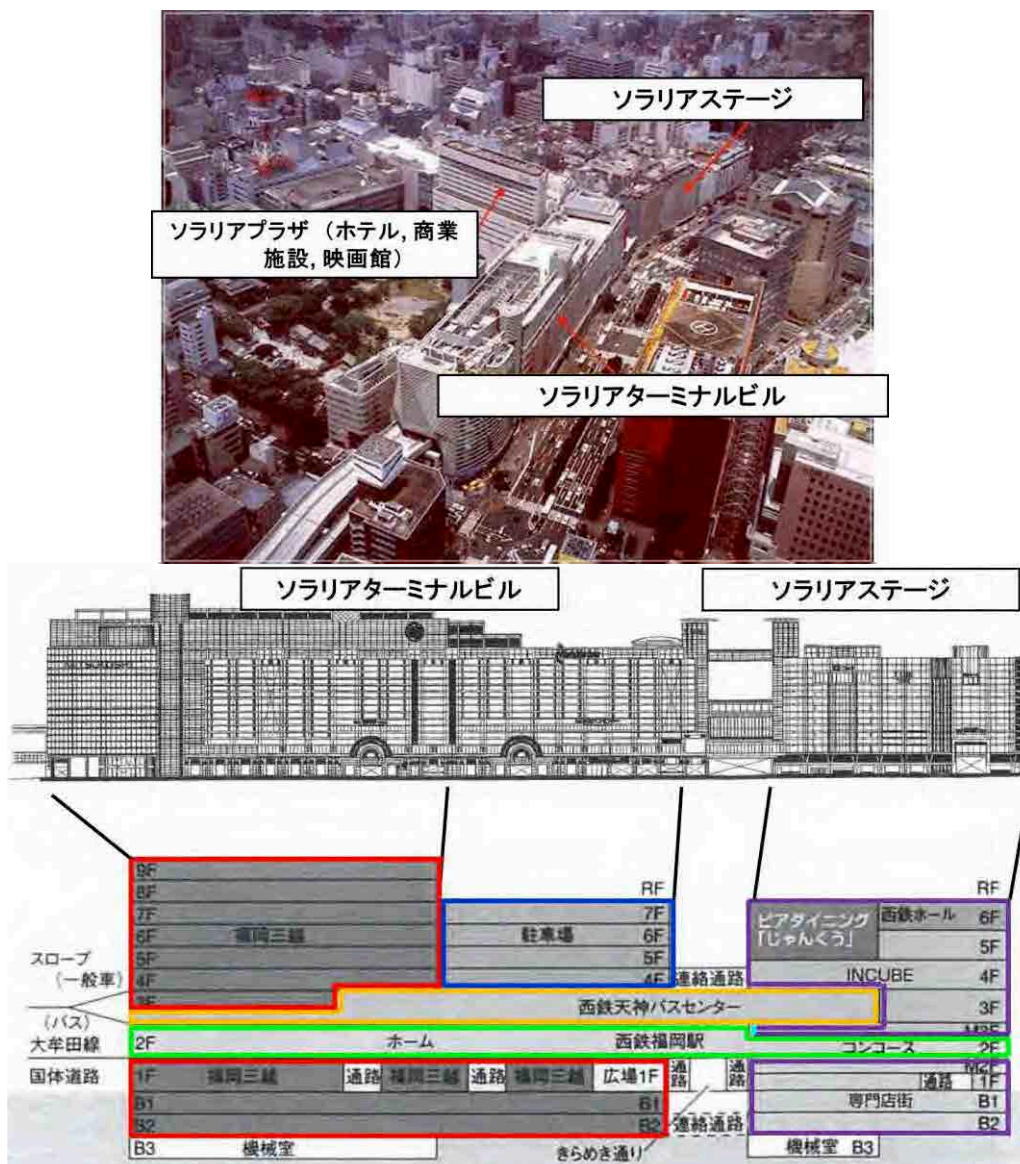 ソラリアステージ
ソラリアプラザ (ホテル, 商業
施設, 映画館)
ソラリアターミナルビル
ソラリアターミナルビル
ソラリアステージ
9F
8F
RF
RF
7F
7F
ビアダイニング
「じゃんくう」
西鉄ホール
6F
6F
福岡三越
駐車場
6F
5F
5F
5F
スロープ
(一般車)
4F
4F
連絡通路
INCUBE
4F
3F
西鉄天神バスセンター
3F
(バス)
M3F
大牟田線
2F
ホーム
西鉄福岡駅
コンコース
2F
M2F
国体道路
1F
福岡三越
通路
福岡三越
通路
福岡三越
広場1F
通路
通路
通路
1F
B1
B1
専門店街
B1
B2
B2
連絡通路
B2
B3
機械室
きらめき通り
機械室 B3